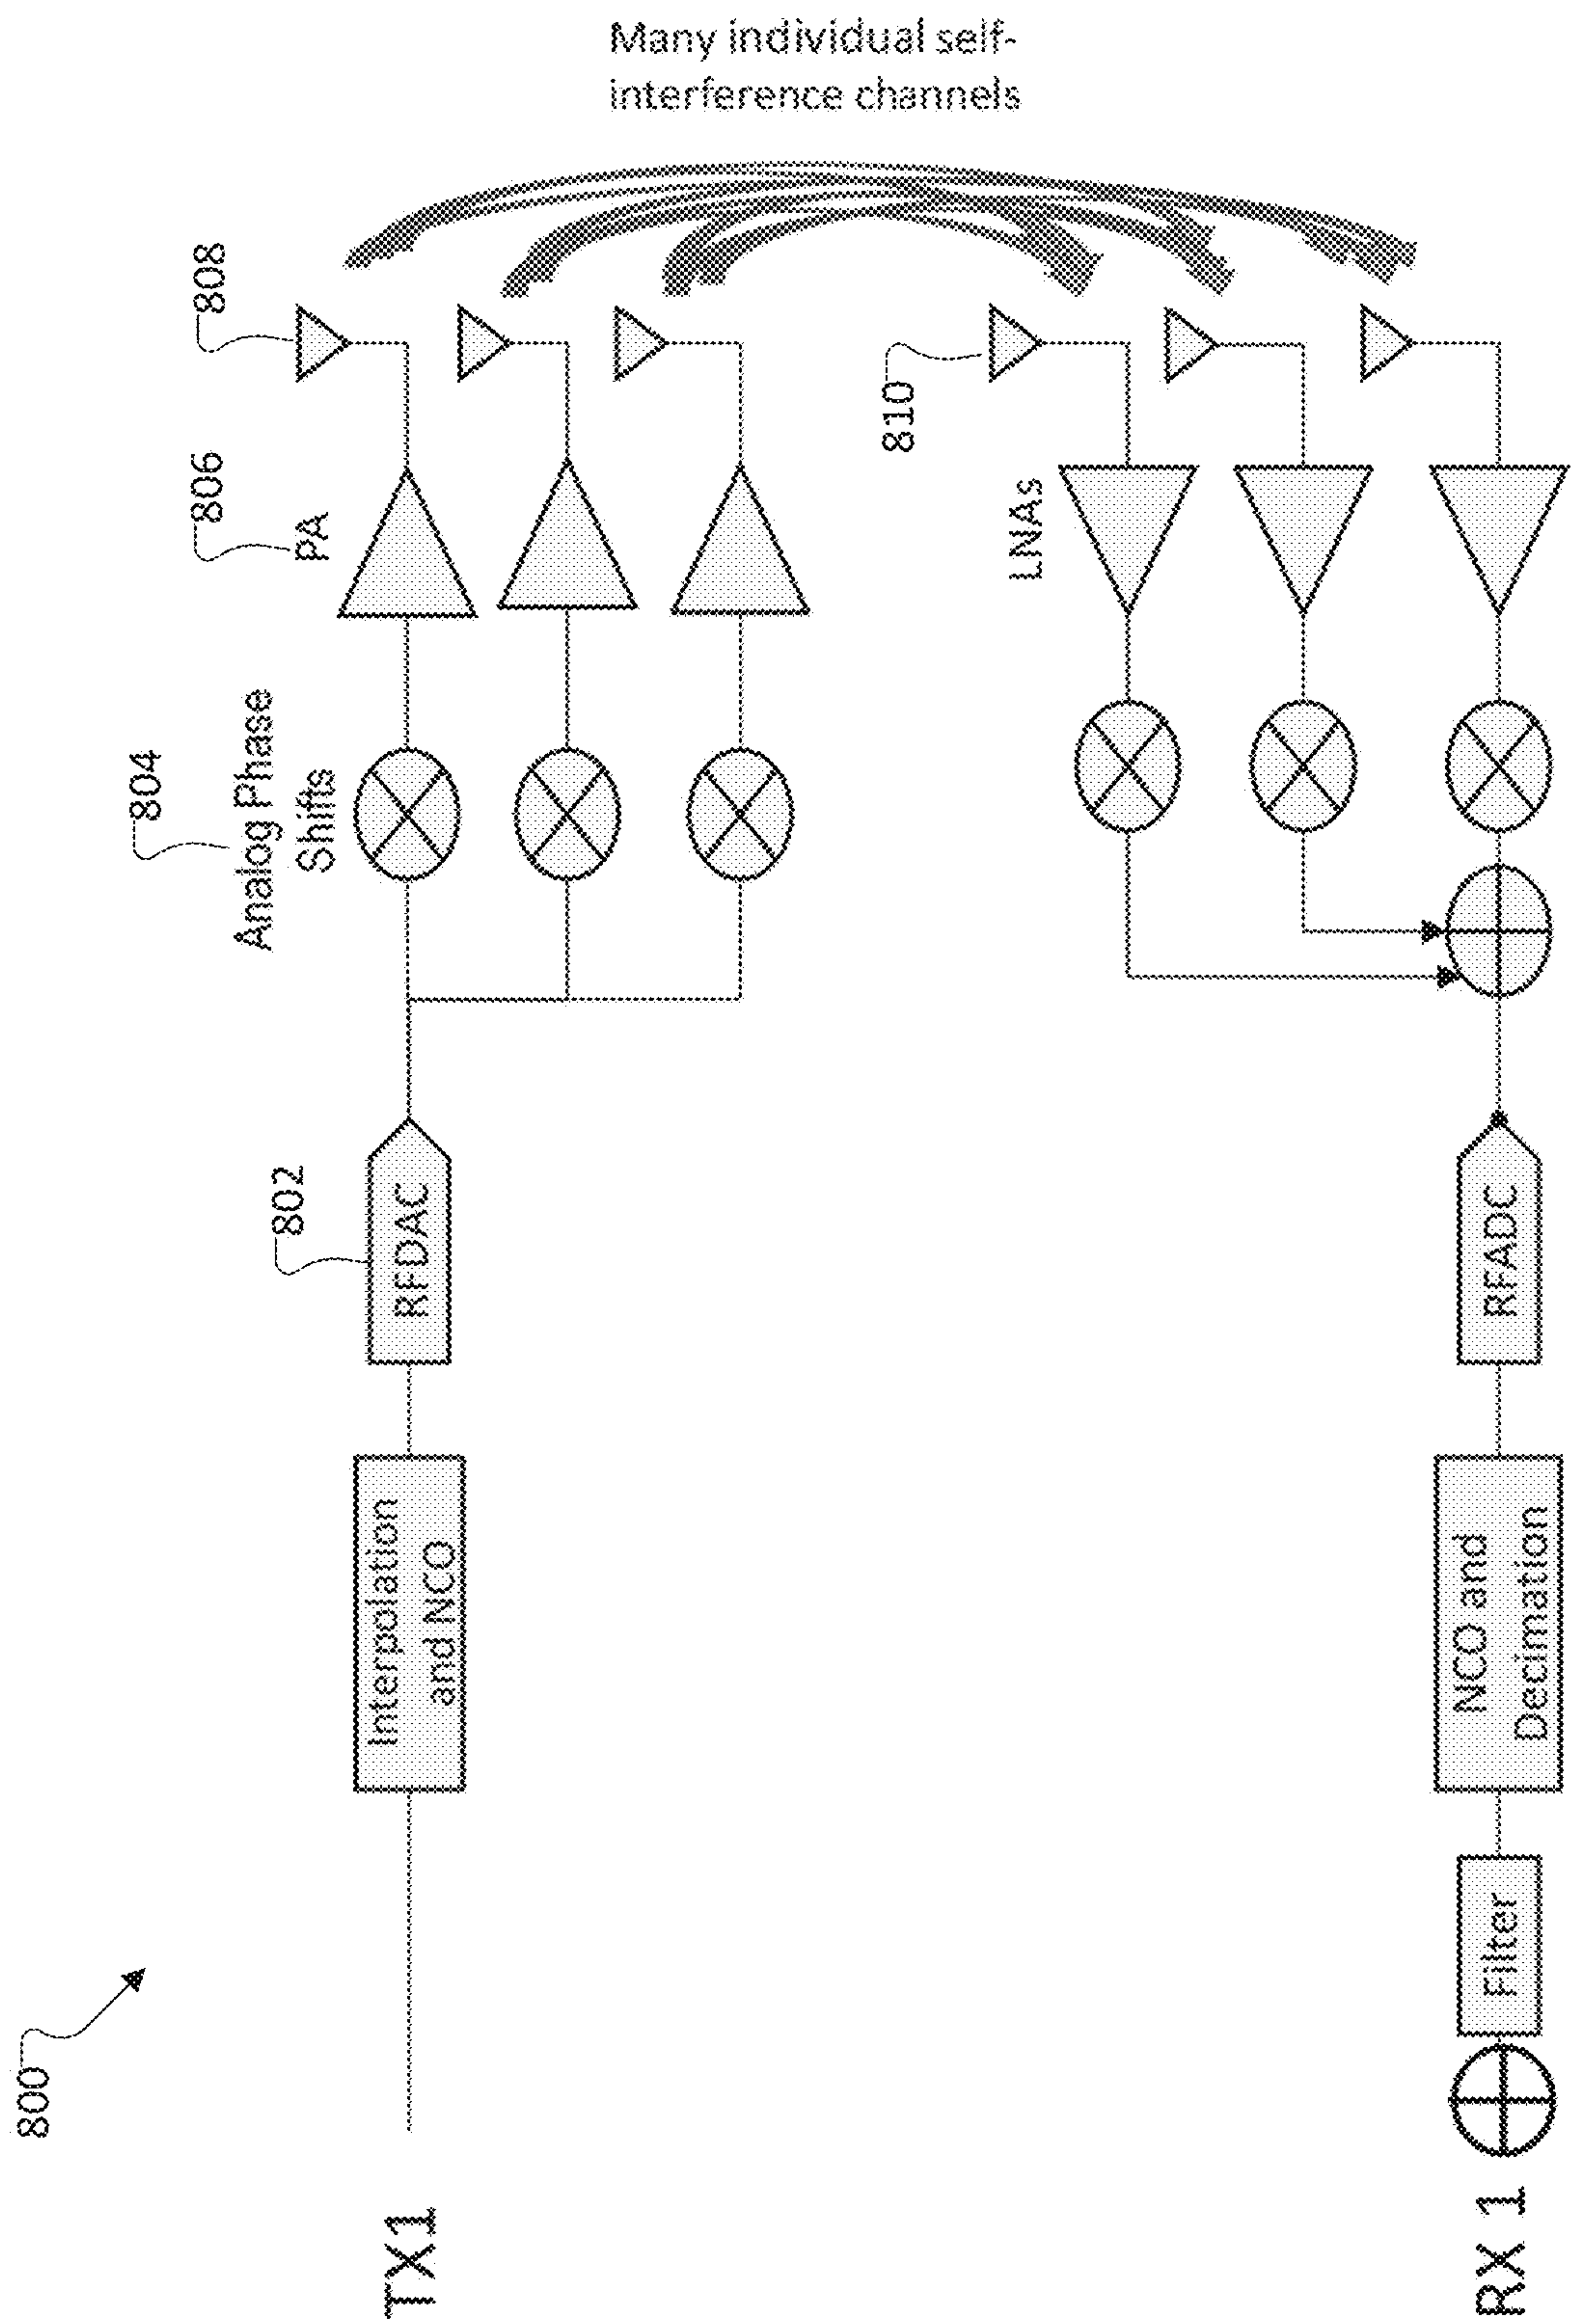 800
TX1
Interpolation
and NCO
802
RFDAC
804
Analog Phase
Shifts
806
PA
808
Many individual self-
interference channels
810
LNAs
RX 1
Filter
NCO and
Decimation
RFADC